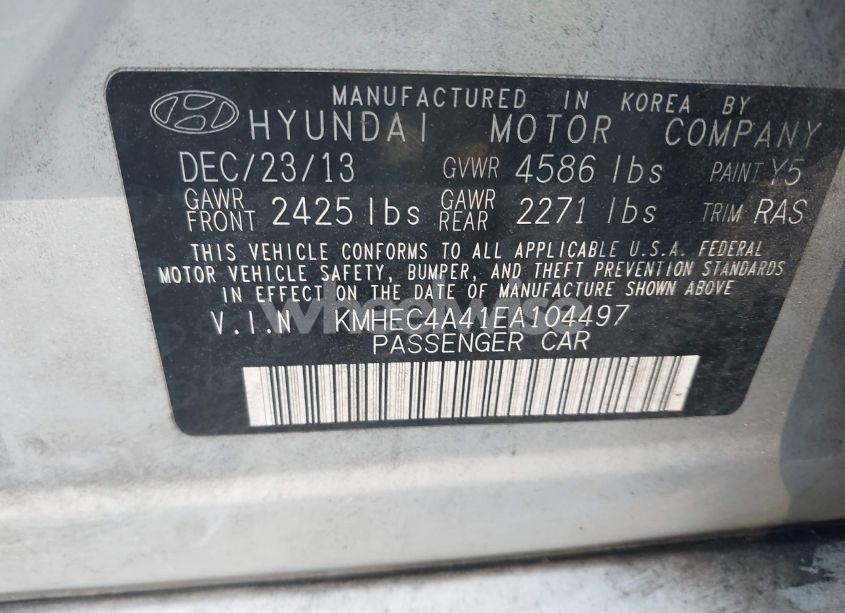 MANUFACTURED IN KOREA BY
HYUNDAI MOTOR COMPANY
DEC/23/13 GVWR 4586 lbs PAINT Y5
GAWR FRONT 2425 lbs GAWR REAR 2271 lbs TRIM RAS
THIS VEHICLE CONFORMS TO ALL APPLICABLE U.S.A. FEDERAL
MOTOR VEHICLE SAFETY, BUMPER, AND THEFT PREVENTION STANDARDS
IN EFFECT ON THE DATE OF MANUFACTURE SHOWN ABOVE
V.I.N KMHEC4A41EA104497
PASSENGER CAR